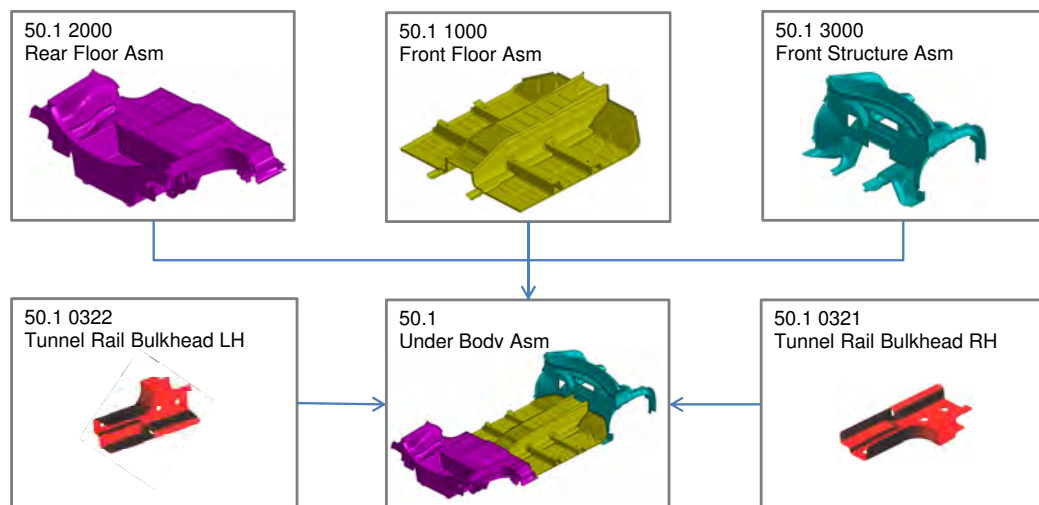 50.1 2000
Rear Floor Asm
50.1 1000
Front Floor Asm
50.1 3000
Front Structure Asm
50.1 0322
Tunnel Rail Bulkhead LH
50.1
Under Body Asm
50.1 0321
Tunnel Rail Bulkhead RH